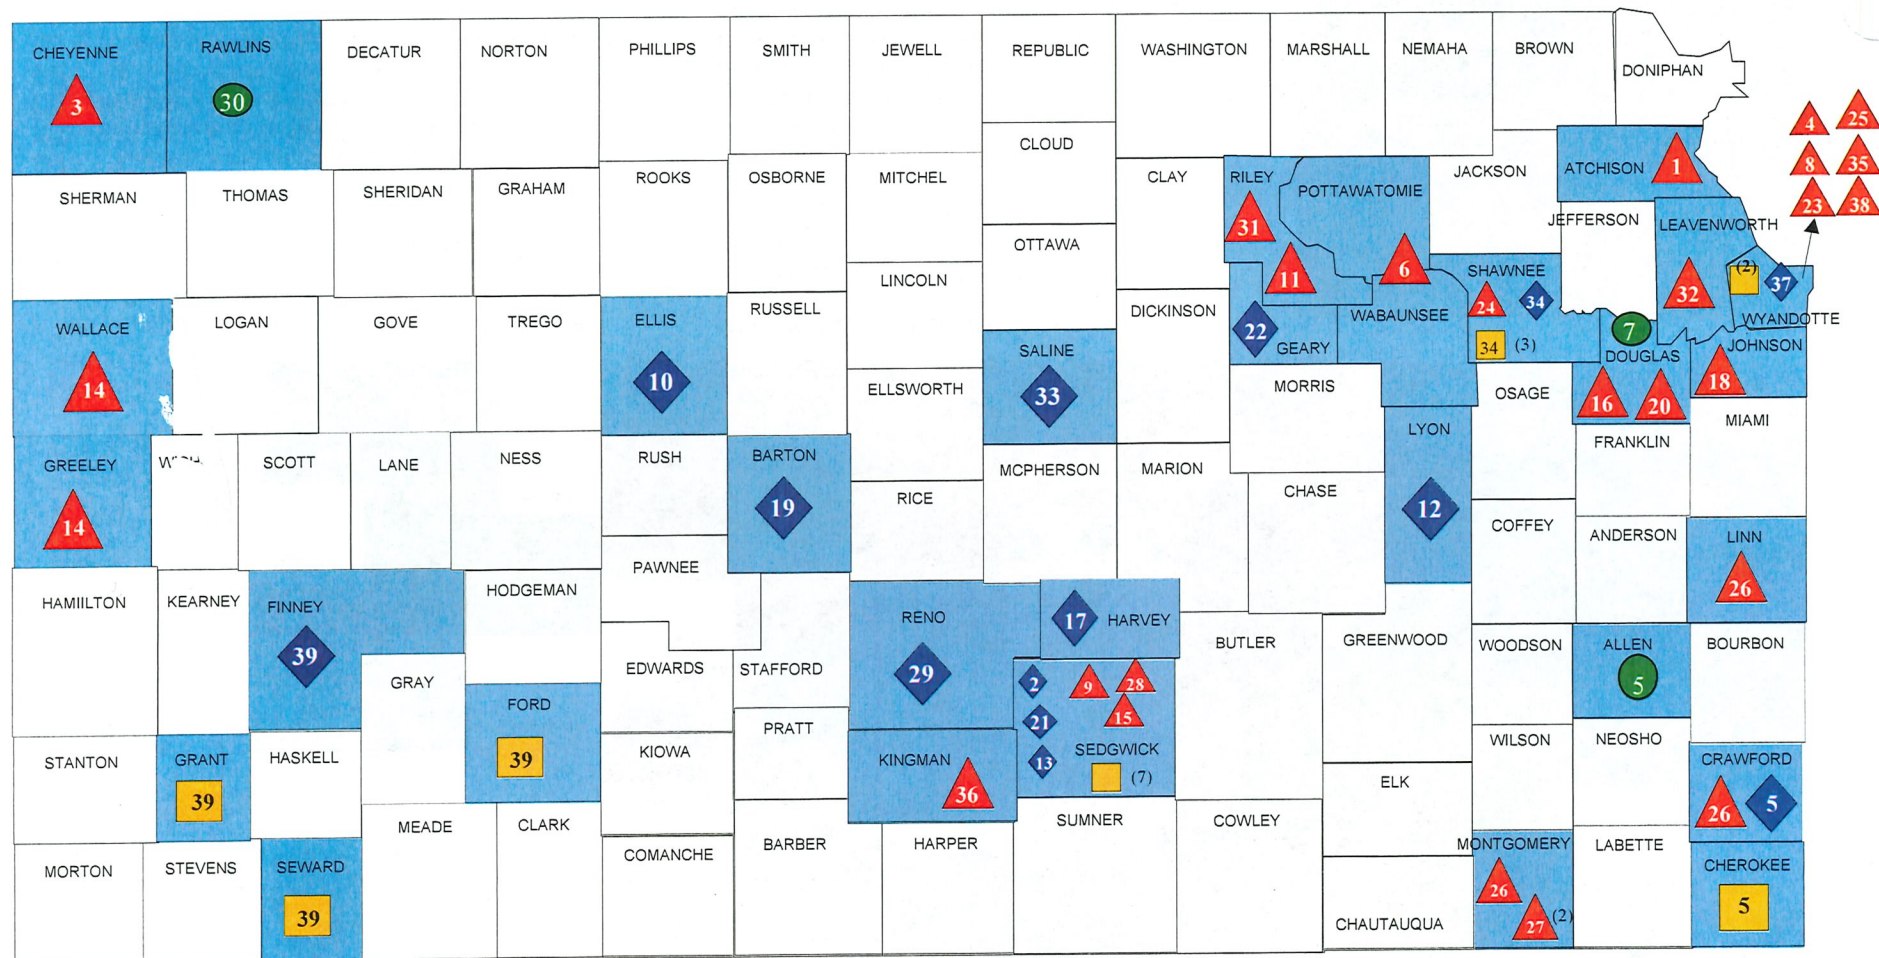 CHEYENNE
RAWLINS
DECATUR
NORTON
PHILLIPS
SMITH
JEWELL
REPUBLIC
WASHINGTON
MARSHALL
NEMAHA
BROWN
DONIPHAN
3
30
4
25
8
35
23
38
CLOUD
ATCHISON
1
SHERMAN
THOMAS
SHERIDAN
GRAHAM
ROOKS
OSBORNE
MITCHEL
CLAY
RILEY
31
POTTAWATOMIE
JACKSON
JEFFERSON
LEAVENWORTH
OTTAWA
11
6
SHAWNEE
24
34
34
(3)
32
(2)
37
WYANDOTTE
LINCOLN
WALLACE
14
LOGAN
GOVE
TREGO
ELLIS
10
RUSSELL
SALINE
33
DICKINSON
22
GEARY
WABAUNSEE
7
DOUGLAS
16
20
JOHNSON
18
ELLSWORTH
MORRIS
OSAGE
FRANKLIN
MIAMI
GREELEY
14
SCOTT
LANE
NESS
RUSH
BARTON
19
RICE
MCPHERSON
MARION
CHASE
LYON
12
COFFEY
ANDERSON
LINN
26
HAMIILTON
KEARNEY
FINNEY
39
HODGEMAN
PAWNEE
RENO
29
17
HARVEY
BUTLER
GREENWOOD
WOODSON
ALLEN
5
BOURBON
GRAY
EDWARDS
STAFFORD
2
9
28
15
21
13
SEDGWICK
(7)
FORD
39
PRATT
STANTON
GRANT
39
HASKELL
KIOWA
KINGMAN
36
ELK
WILSON
NEOSHO
CRAWFORD
26
5
MEADE
CLARK
SUMNER
COWLEY
MORTON
STEVENS
SEWARD
39
COMANCHE
BARBER
HARPER
CHAUTAUQUA
MONTGOMERY
26
27
(2)
LABETTE
CHEROKEE
5